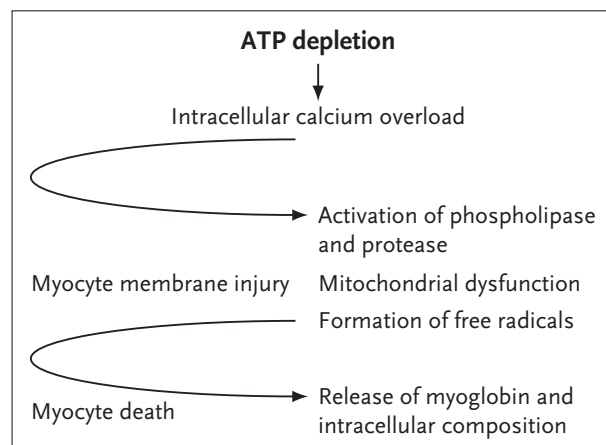 ATP depletion
Intracellular calcium overload
Activation of phospholipase
and protease
Myocyte membrane injury
Mitochondrial dysfunction
Formation of free radicals
Myocyte death
Release of myoglobin and
intracellular composition